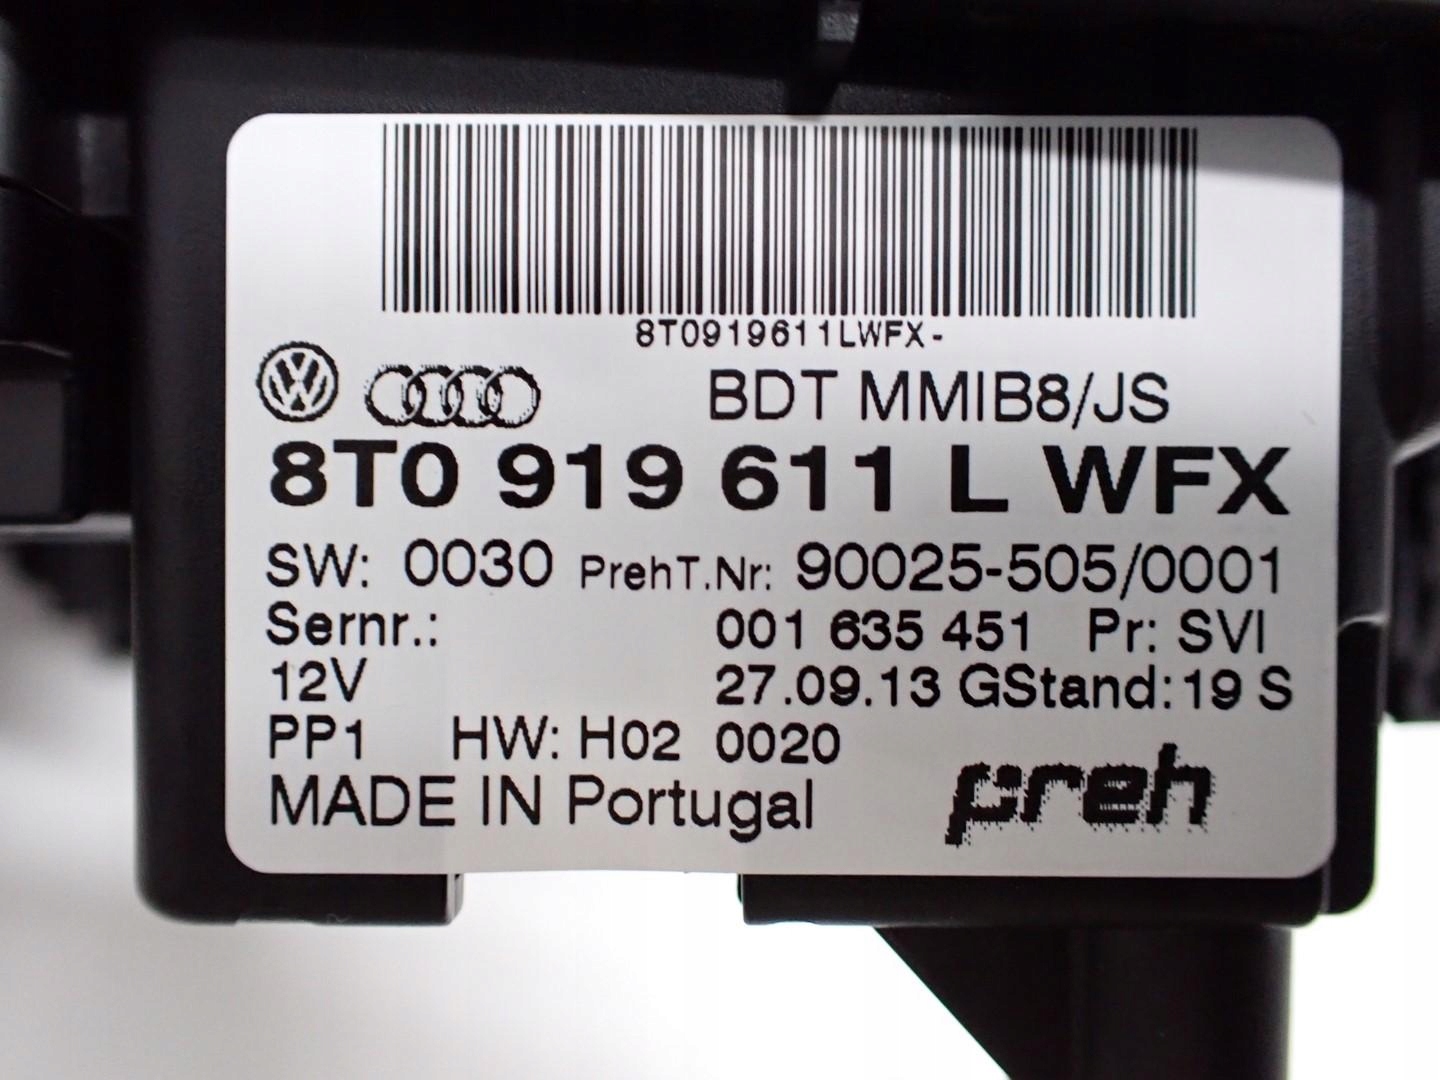 8T0919611LWFX-
BDT MMIB8/JS
8T0 919 611 L WFX
SW: 0030 PrehT.Nr: 90025-505/0001
Sernr.: 001 635 451 Pr: SVI
12V 27.09.13 GStand:19 S
PP1 HW: H02 0020
MADE IN Portugal preh